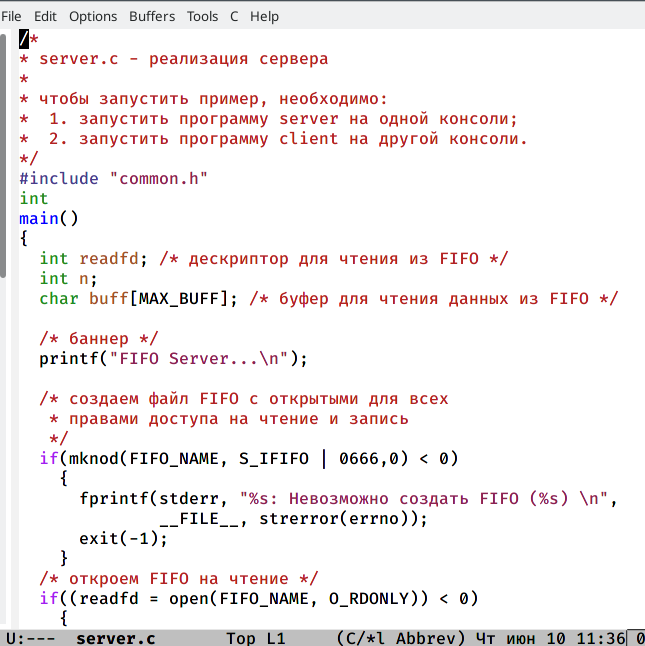 File Edit Options Buffers Tools C Help
/*
* server.c - реализация сервера
*
* чтобы запустить пример, необходимо:
*  1. запустить программу server на одной консоли;
*  2. запустить программу client на другой консоли.
*/
#include "common.h"
int
main()
{
  int readfd; /* дескриптор для чтения из FIFO */
  int n;
  char buff[MAX_BUFF]; /* буфер для чтения данных из FIFO */
  /* баннер */
  printf("FIFO Server...\n");
  /* создаем файл FIFO с открытыми для всех
   * правами доступа на чтение и запись
   */
  if(mknod(FIFO_NAME, S_IFIFO | 0666,0) < 0)
    {
      fprintf(stderr, "%s: Невозможно создать FIFO (%s) \n",
              __FILE__, strerror(errno));
      exit(-1);
    }
  /* откроем FIFO на чтение */
  if((readfd = open(FIFO_NAME, O_RDONLY)) < 0)
    {
U:---  server.c       Top L1     (C/*l Abbrev) Чт июн 10 11:36 0